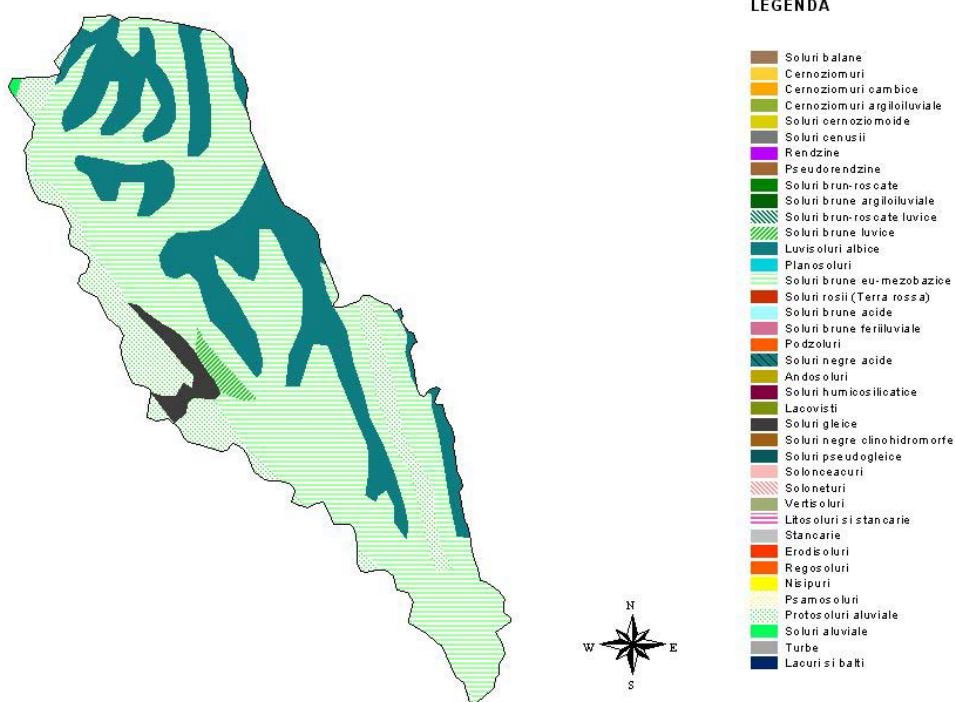 LEGENDA
Soluri balane
Cernoziomuri
Cernoziomuri cambice
Cernoziomuri argiloiluviale
Soluri cernoziomoide
Soluri cenusii
Rendzine
Pseudorendzine
Soluri brun-roscate
Soluri brune argiloiluviale
Soluri brun-roscate luvice
Soluri brune luvice
Luvisoluri albice
Planosoluri
Soluri brune eu-mezobazice
Soluri rosii (Terra rossa)
Soluri brune acide
Soluri brune feriiluviale
Podzoluri
Soluri negre acide
Andosoluri
Soluri humicosilicatice
Lacovisti
Soluri gleice
Soluri negre clinohidromorfe
Soluri pseudogleice
Solonceacuri
Soloneturi
Vertisoluri
Litosoluri si stancarie
Stancarie
Erodisoluri
Regosoluri
Nisipuri
Psamosoluri
Protosoluri aluviale
Soluri aluviale
Turbe
Lacuri si balti
N
W E
S